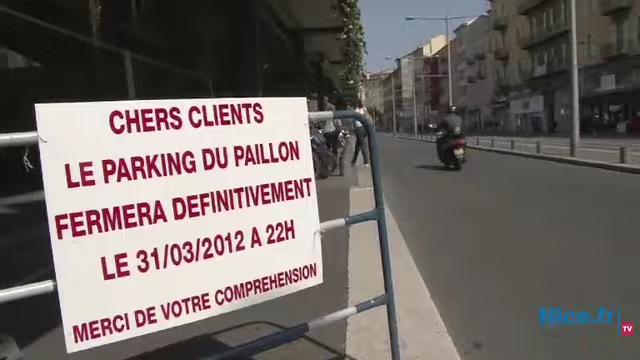 CHERS CLIENTS
LE PARKING DU PAILLON
FERMERA DEFINITIVEMENT
LE 31/03/2012 A 22H
MERCI DE VOTRE COMPREHENSION
Nice.fr
TV